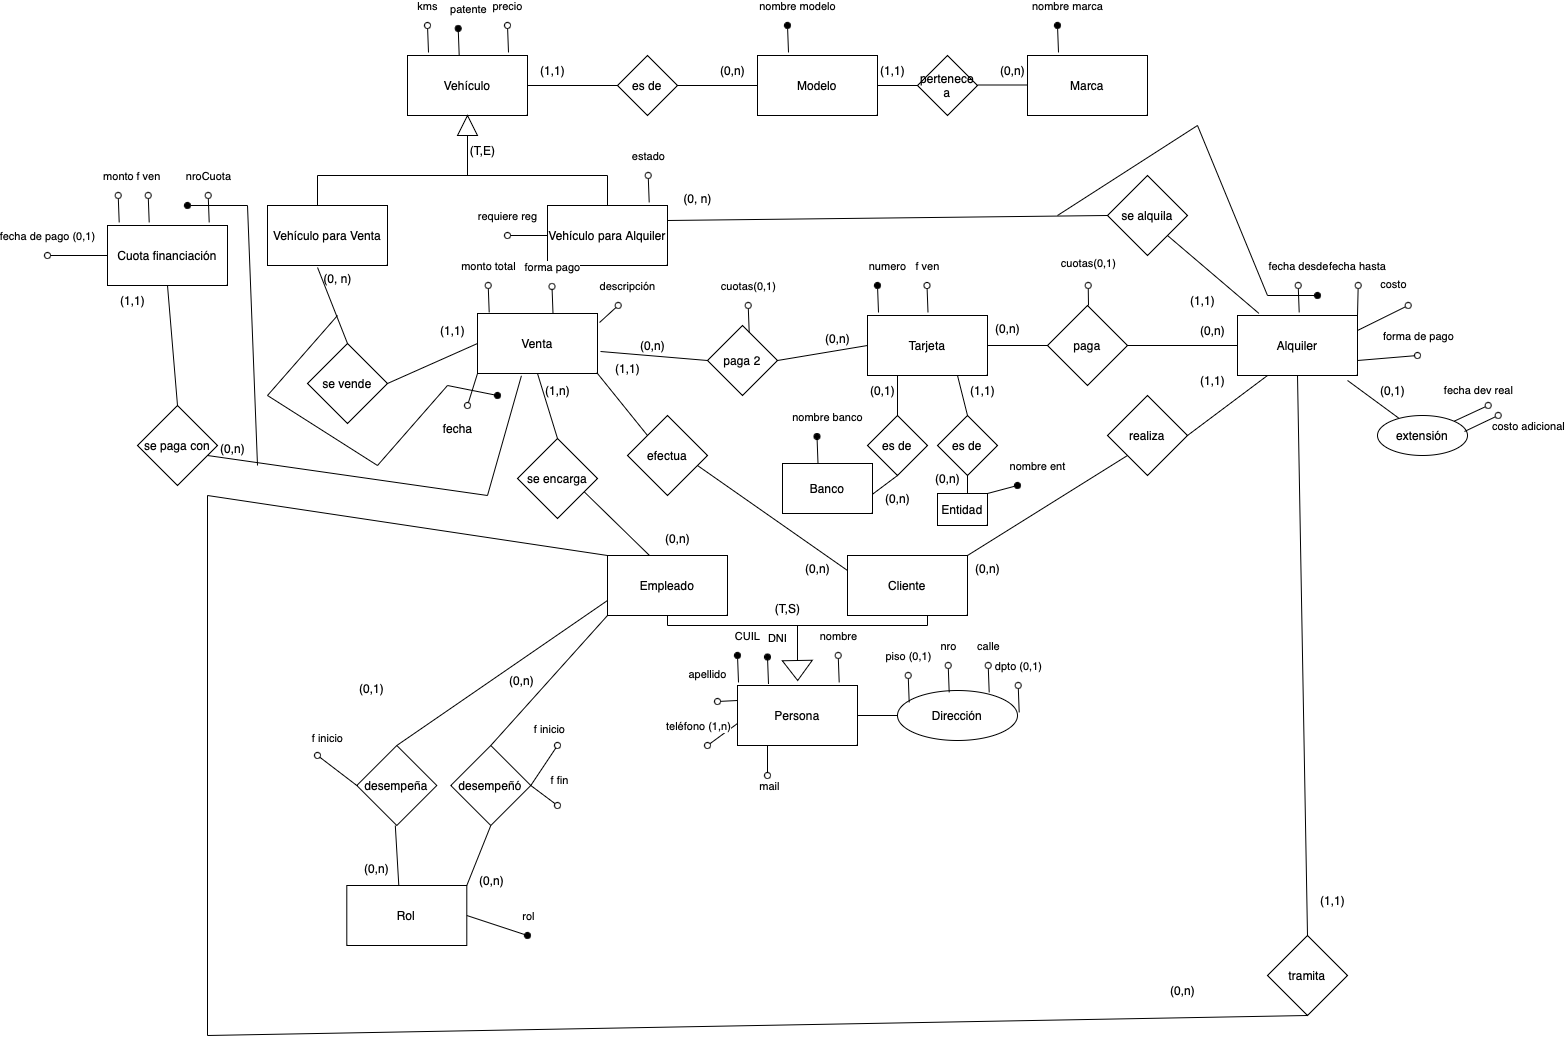 kms
patente
precio
nombre modelo
nombre marca
Vehículo
(1,1)
es de
(0,n)
Modelo
(1,1)
pertenece
a
(0,n)
Marca
(T,E)
estado
monto
f ven
nroCuota
(0, n)
requiere reg
se alquila
fecha de pago (0,1)
Cuota financiación
Vehículo para Venta
Vehículo para Alquiler
monto total
forma pago
numero
f ven
cuotas(0,1)
fecha desde
fecha hasta
(0, n)
descripción
cuotas(0,1)
costo
(1,1)
(1,1)
(1,1)
Venta
(0,n)
(0,n)
Tarjeta
(0,n)
paga
(0,n)
Alquiler
forma de pago
paga 2
(1,1)
se vende
(1,n)
(0,1)
(1,1)
(1,1)
(0,1)
fecha dev real
nombre banco
costo adicional
fecha
se paga con
(0,n)
efectua
es de
es de
realiza
extensión
nombre ent
se encarga
Banco
(0,n)
(0,n)
Entidad
(0,n)
(0,n)
(0,n)
Empleado
Cliente
(T,S)
CUIL
DNI
nombre
nro
calle
piso (0,1)
dpto (0,1)
apellido
(0,1)
(0,n)
Persona
Dirección
teléfono (1,n)
f inicio
f inicio
desempeña
desempeñó
f fin
mail
(0,n)
(0,n)
Rol
rol
(1,1)
tramita
(0,n)